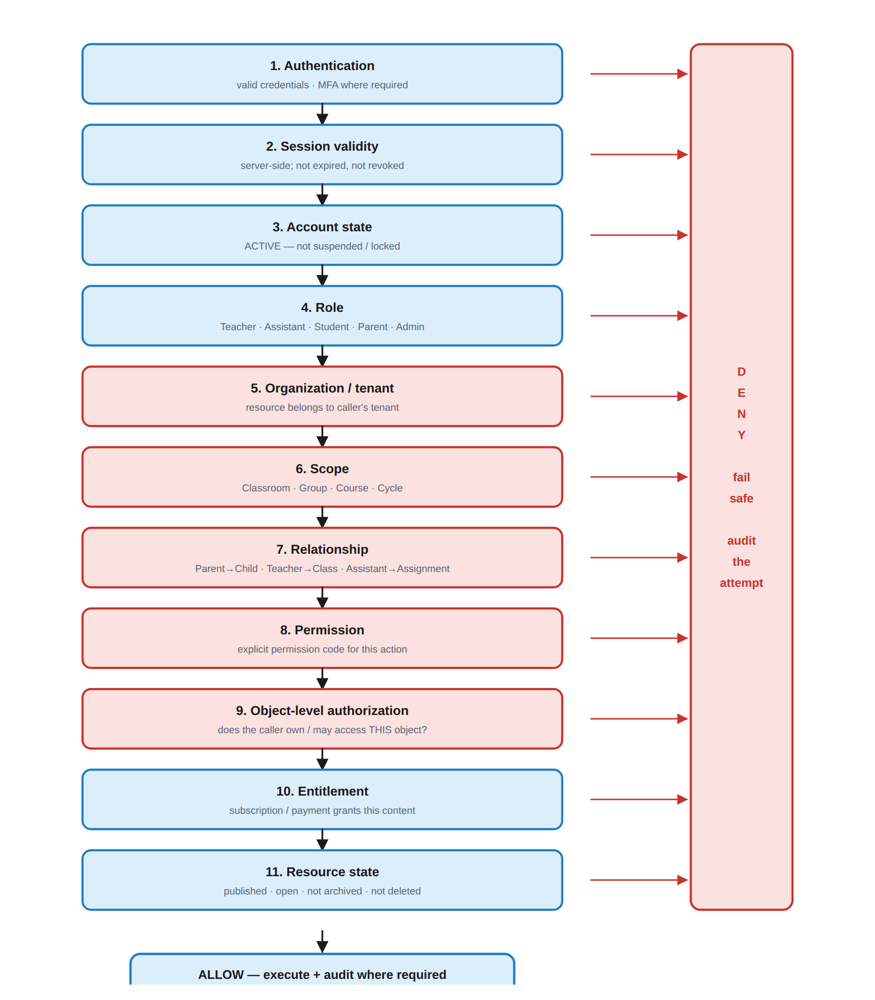 1. Authentication
valid credentials · MFA where required
2. Session validity
server-side; not expired, not revoked
3. Account state
ACTIVE — not suspended / locked
4. Role
Teacher · Assistant · Student · Parent · Admin
5. Organization / tenant
resource belongs to caller's tenant
6. Scope
Classroom · Group · Course · Cycle
7. Relationship
Parent→Child · Teacher→Class · Assistant→Assignment
8. Permission
explicit permission code for this action
9. Object-level authorization
does the caller own / may access THIS object?
10. Entitlement
subscription / payment grants this content
11. Resource state
published · open · not archived · not deleted
ALLOW — execute + audit where required
D
E
N
Y
fail
safe
audit
the
attempt